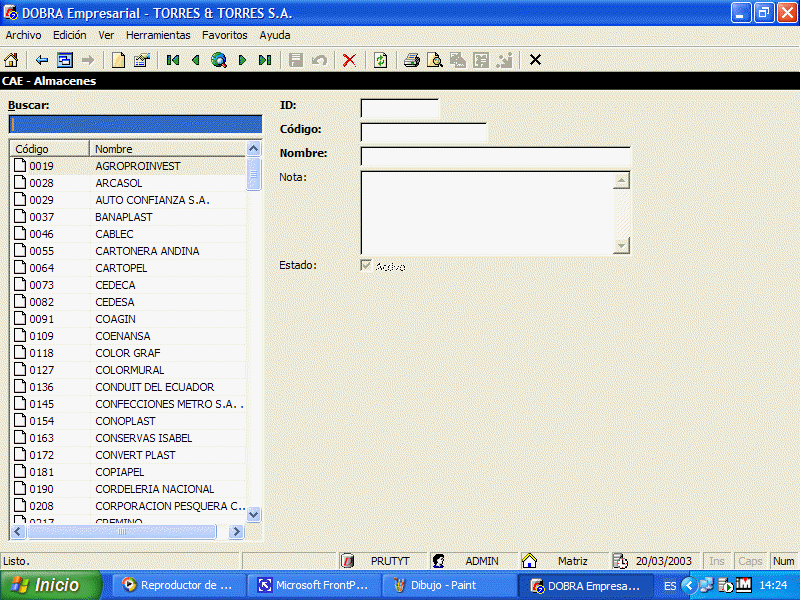 DOBRA Empresarial - TORRES & TORRES S.A.
Archivo Edición Ver Herramientas Favoritos Ayuda
CAE - Almacenes
Buscar:
Código Nombre
0019 AGROPROINVEST
0028 ARCASOL
0029 AUTO CONFIANZA S.A.
0037 BANAPLAST
0046 CABLEC
0055 CARTONERA ANDINA
0064 CARTOPEL
0073 CEDECA
0082 CEDESA
0091 COAGIN
0109 COENANSA
0118 COLOR GRAF
0127 COLORMURAL
0136 CONDUIT DEL ECUADOR
0145 CONFECCIONES METRO S.A. .
0154 CONOPLAST
0163 CONSERVAS ISABEL
0172 CONVERT PLAST
0181 COPIAPEL
0190 CORDELERIA NACIONAL
0208 CORPORACION PESQUERA C...
0217 CREMINO
ID:
Código:
Nombre:
Nota:
Estado: Activo
Listo. PRUTYT ADMIN Matriz 20/03/2003 Ins Caps Num
Inicio Reproductor de ... Microsoft FrontP... Dibujo - Paint DOBRA Empresa... ES 14:24